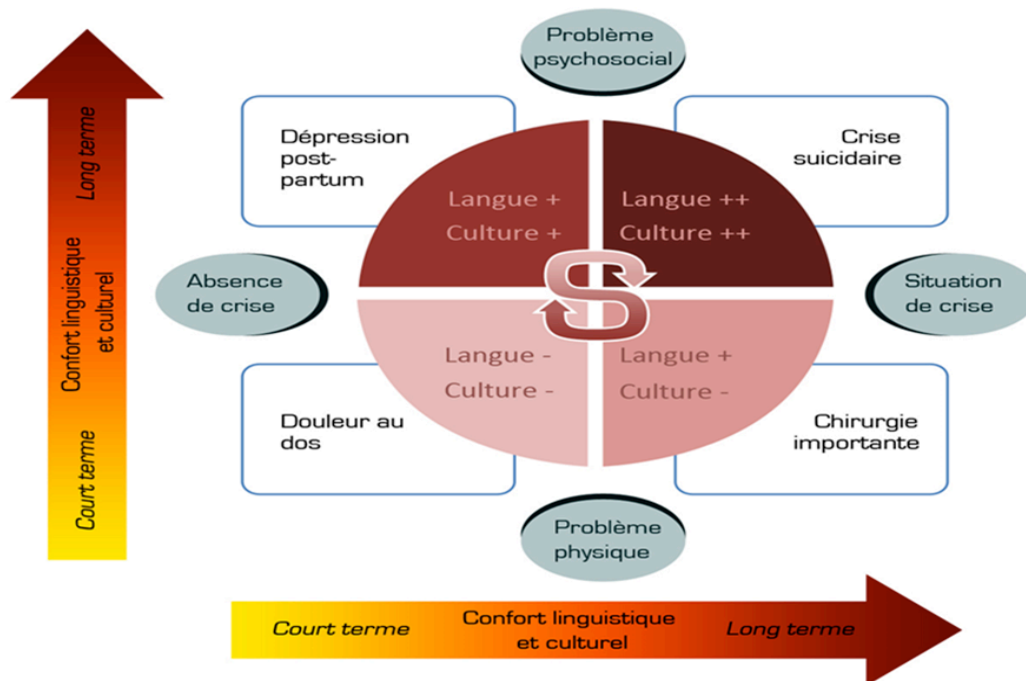 Problème
psychosocial
Dépression
post-
partum
Crise
suicidaire
Langue +
Culture +
Langue ++
Culture ++
Absence
de crise
S
Situation
de crise
Langue -
Culture -
Langue +
Culture -
Douleur au
dos
Chirurgie
importante
Problème
physique
Long terme
Confort linguistique
et culturel
Court terme
Court terme
Confort linguistique
et culturel
Long terme